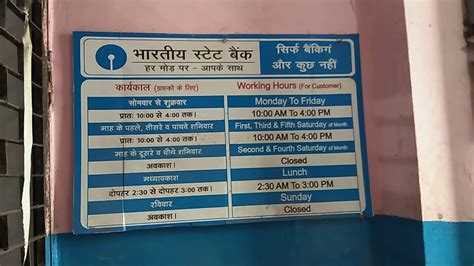 भारतीय स्टेट बैंक
हर मोड़ पर - आपके साथ
सिर्फ बैंकिंग
और कुछ नहीं
कार्यकाल (ग्राहकों के लिए)
Working Hours (For Customer)
सोमवार से शुक्रवार
Monday To Friday
प्रातः 10:00 से 4:00 तक।
10:00 AM To 4:00 PM
माह के पहले, तीसरे व पांचवे शनिवार
First, Third & Fifth Saturday of Month
प्रातः 10:00 से 4:00 तक।
10:00 AM To 4:00 PM
माह के दूसरे व चौथे शनिवार
Second & Fourth Saturday of Month
अवकाश।
Closed
मध्यावकाश
Lunch
दोपहर 2:30 से दोपहर 3:00 तक।
2:30 AM To 3:00 PM
रविवार
Sunday
अवकाश।
Closed